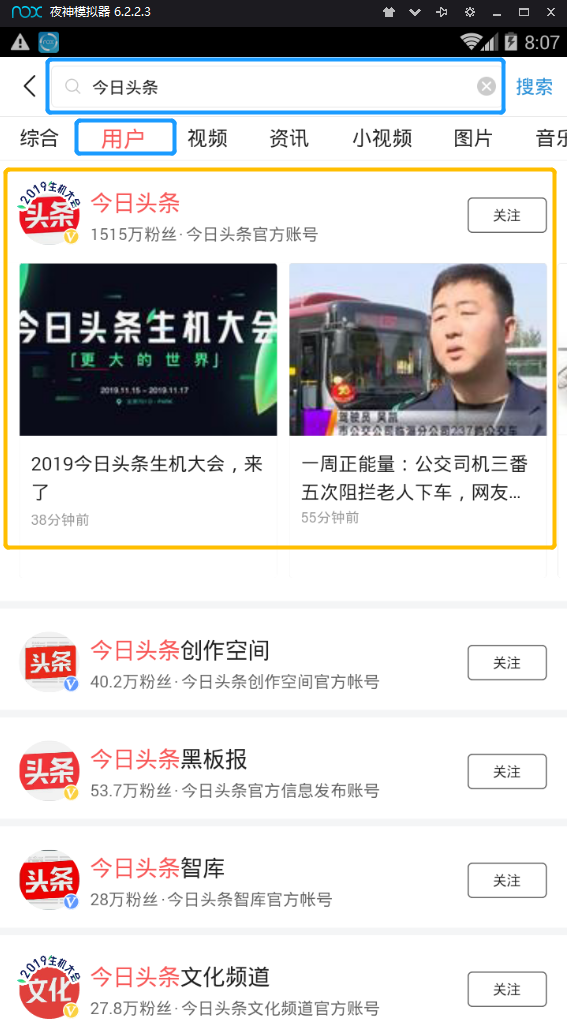 nox 夜神模拟器 6.2.2.3
8:07
今日头条
搜索
综合 用户 视频 资讯 小视频 图片 音乐
2019生机大会
头条
今日头条
1515万粉丝·今日头条官方账号
关注
今日头条生机大会
「更大的世界」
2019.11.15 – 2019.11.17
驾驶员 吴凯
市公交公司临淄分公司237路公交车
2019今日头条生机大会，来
了
38分钟前
一周正能量：公交司机三番
五次阻拦老人下车，网友...
55分钟前
头条
今日头条创作空间
40.2万粉丝·今日头条创作空间官方帐号
关注
头条
今日头条黑板报
53.7万粉丝·今日头条官方信息发布账号
关注
头条
今日头条智库
28万粉丝·今日头条智库官方帐号
关注
2019生机大会
文化
今日头条文化频道
27.8万粉丝·今日头条文化频道官方账号
关注